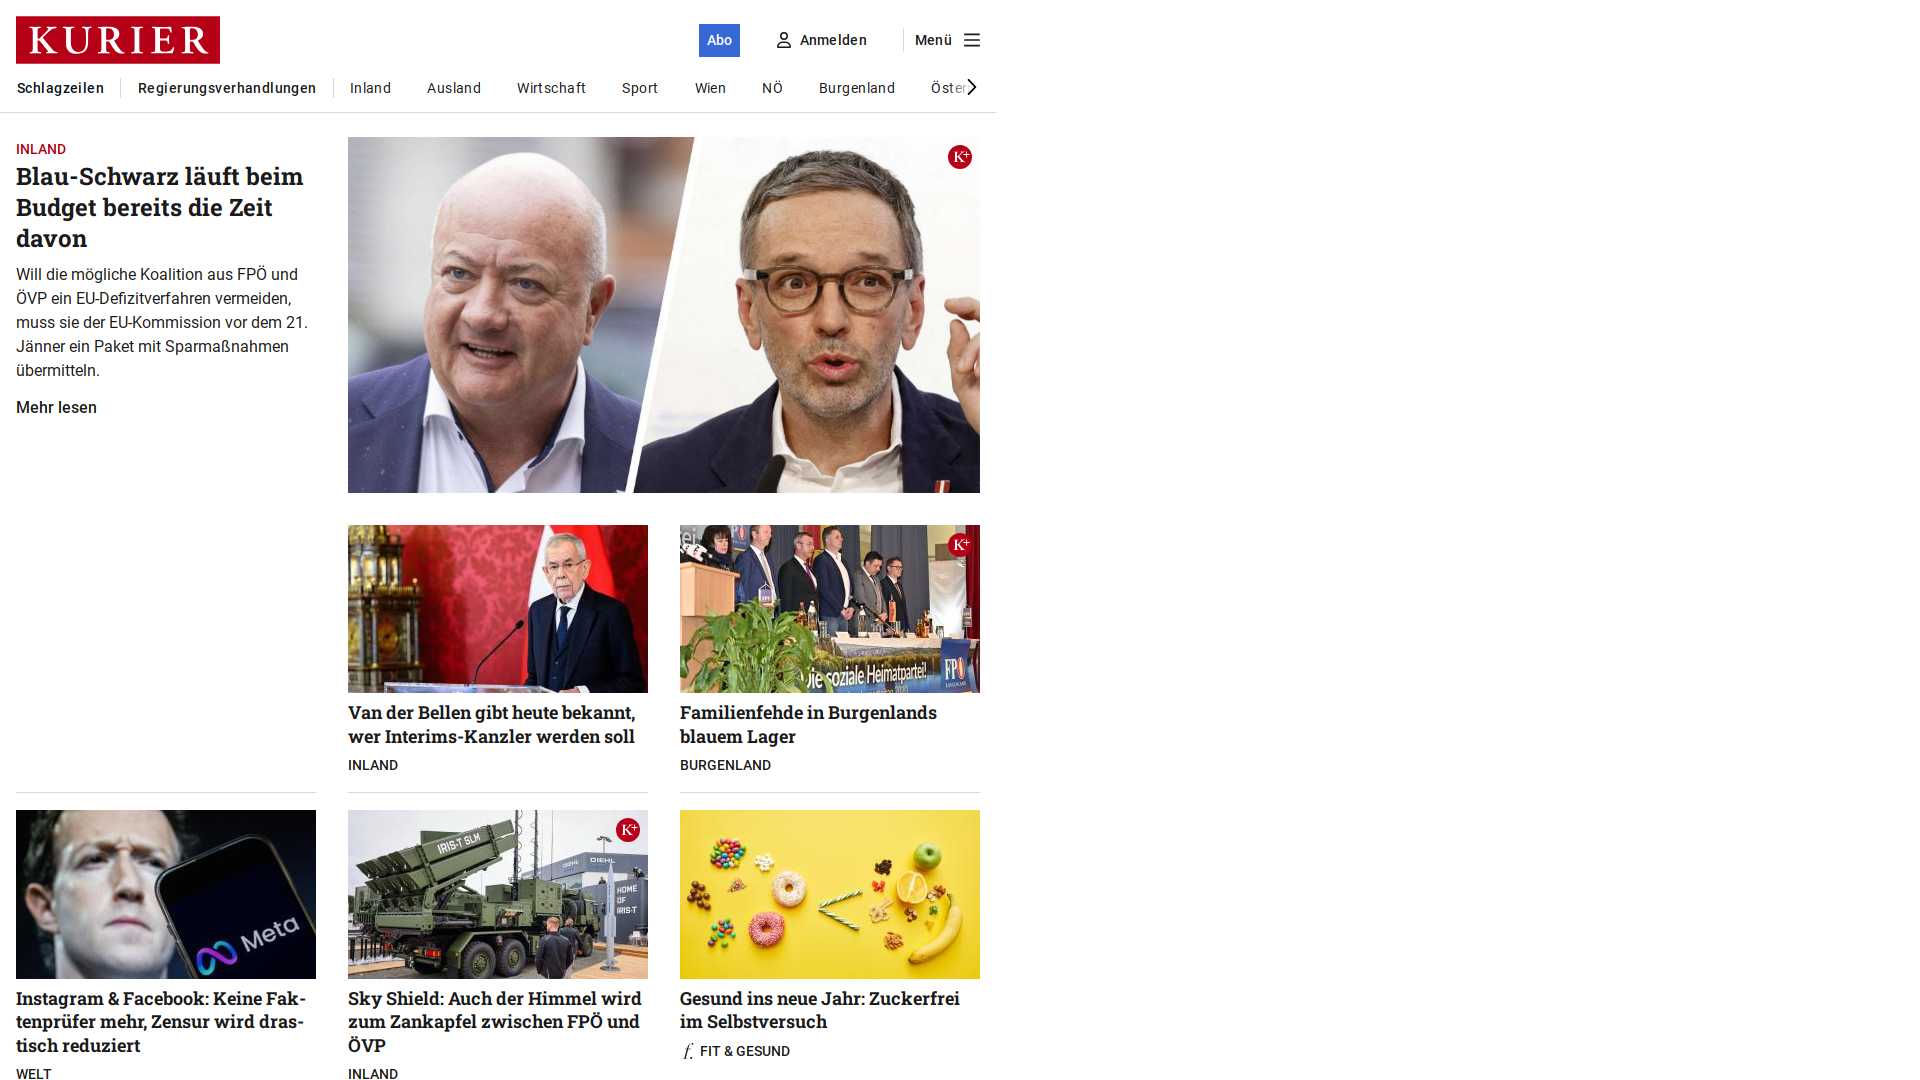 KURIER
Abo
Anmelden
Menü
Schlagzeilen
Regierungsverhandlungen
Inland
Ausland
Wirtschaft
Sport
Wien
NÖ
Burgenland
Öster
INLAND
Blau-Schwarz läuft beim
Budget bereits die Zeit
davon
Will die mögliche Koalition aus FPÖ und
ÖVP ein EU-Defizitverfahren vermeiden,
muss sie der EU-Kommission vor dem 21.
Jänner ein Paket mit Sparmaßnahmen
übermitteln.
Mehr lesen
K+
Van der Bellen gibt heute bekannt,
wer Interims-Kanzler werden soll
INLAND
K+
FPÖ
Die soziale Heimatpartei!
Familienfehde in Burgenlands
blauem Lager
BURGENLAND
Meta
Instagram & Facebook: Keine Fak-
tenprüfer mehr, Zensur wird dras-
tisch reduziert
WELT
K+
IRIS-T SLM
DIEHL
DIEHL
HOME
OF
IRIS-T
Sky Shield: Auch der Himmel wird
zum Zankapfel zwischen FPÖ und
ÖVP
INLAND
Gesund ins neue Jahr: Zuckerfrei
im Selbstversuch
f. FIT & GESUND